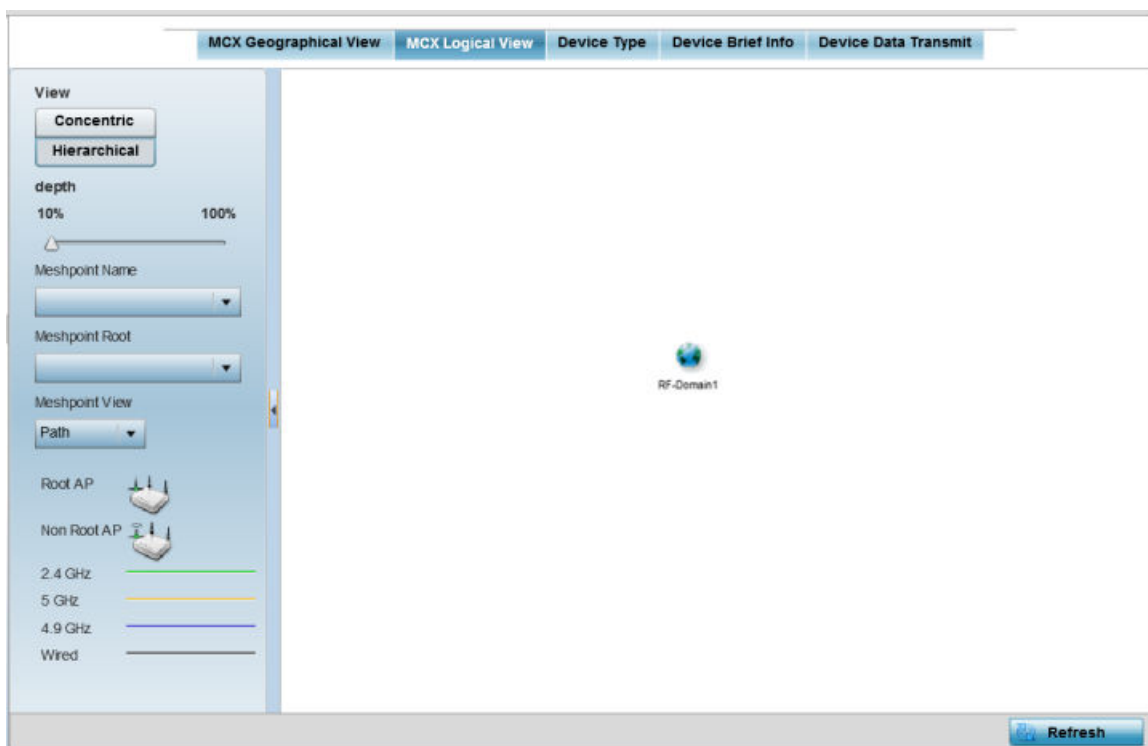 MCX Geographical View
MCX Logical View
Device Type
Device Brief Info
Device Data Transmit
View
Concentric
Hierarchical
depth
10% 100%
Meshpoint Name
Meshpoint Root
Meshpoint View
Path
Root AP
Non Root AP
2.4 GHz
5 GHz
4.9 GHz
Wired
RF-Domain1
Refresh